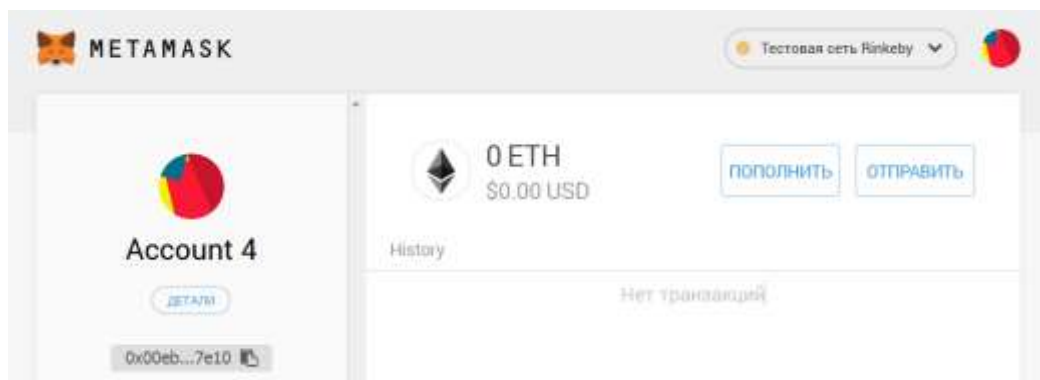 METAMASK
Тестовая сеть Rinkeby
0 ETH
$0.00 USD
ПОПОЛНИТЬ
ОТПРАВИТЬ
Account 4
History
ДЕТАЛИ
Нет транзакций
0x00eb...7e10